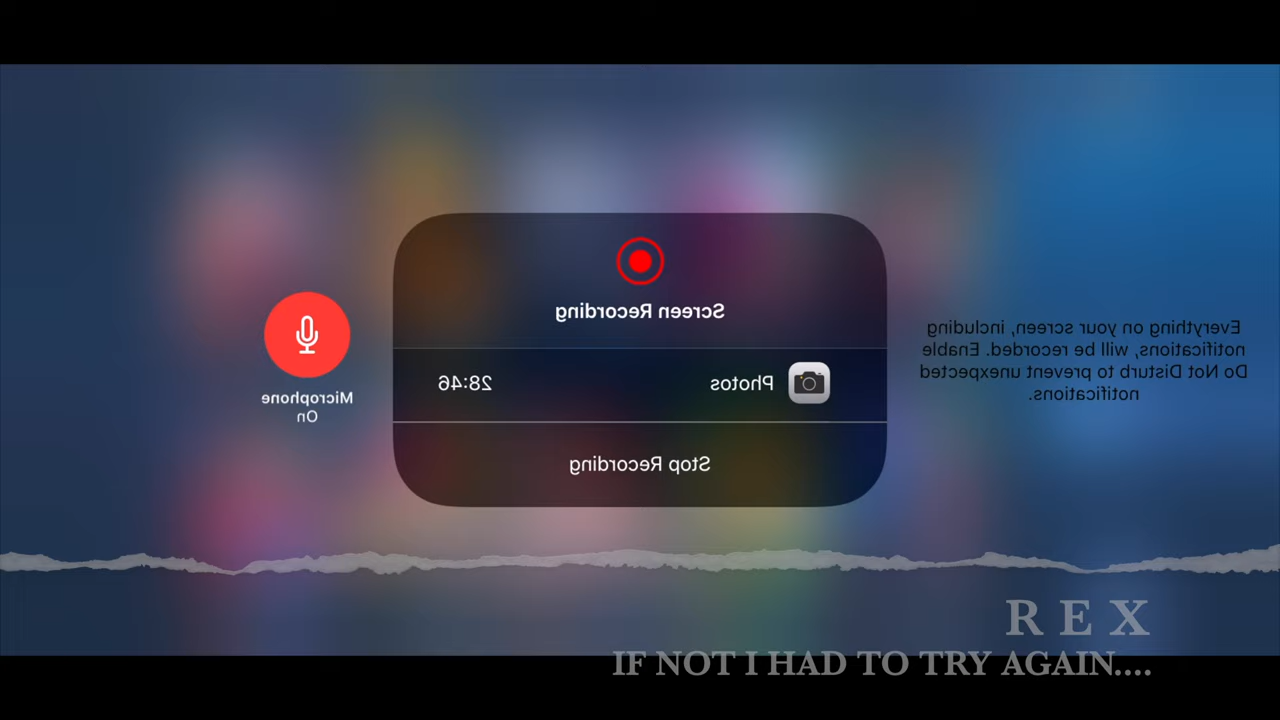 Screen Recording
Photos
28:46
Stop Recording
Microphone
On
Everything on your screen, including
notifications, will be recorded. Enable
Do Not Disturb to prevent unexpected
notifications.
REX
IF NOT I HAD TO TRY AGAIN....